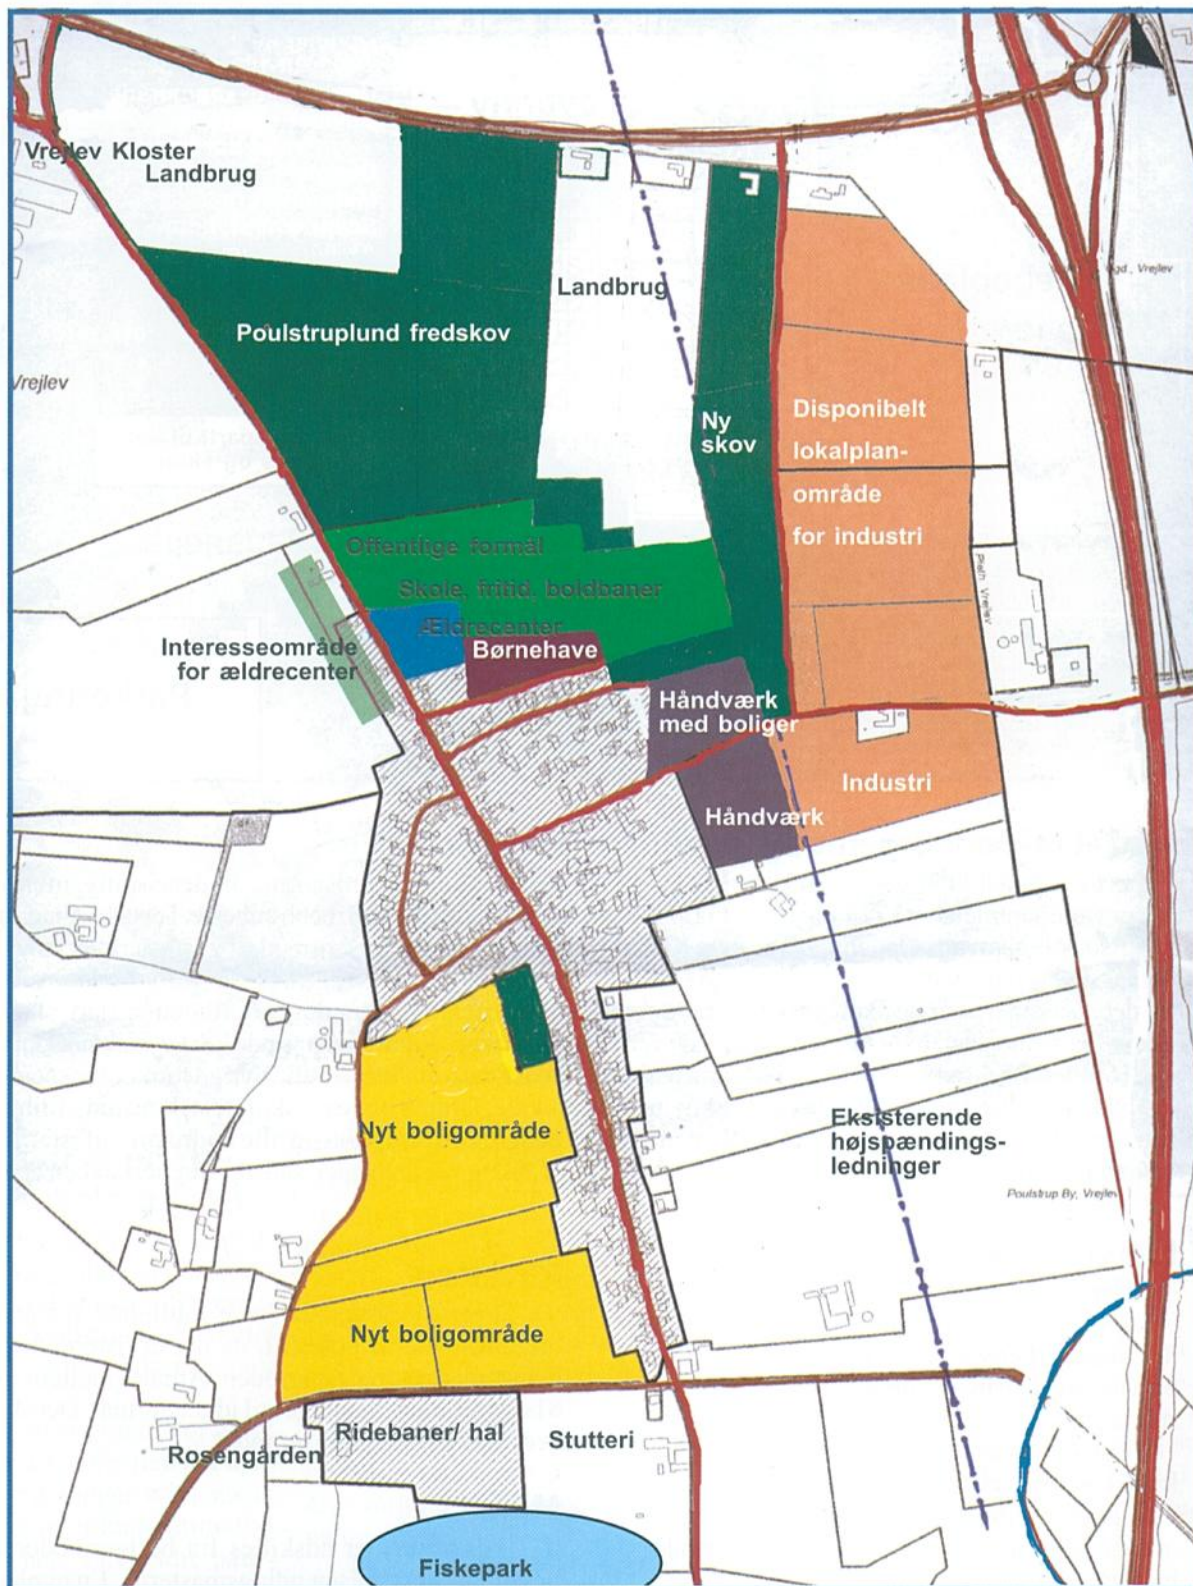 Vrejlev Kloster
Landbrug
Landbrug
Poulstruplund fredskov
Vrejlev
Ny
skov
Disponibelt
lokalplan-
område
for industri
Offentlige formål
Skole, fritid, boldbaner
Ældrecenter
Børnehave
Interesseområde
for ældrecenter
Håndværk
med boliger
Industri
Håndværk
Nyt boligområde
Eksisterende
højspændings-
ledninger
Poulstrup By, Vrejlev
Nyt boligområde
Ridebaner/ hal
Stutteri
Rosengården
Fiskepark